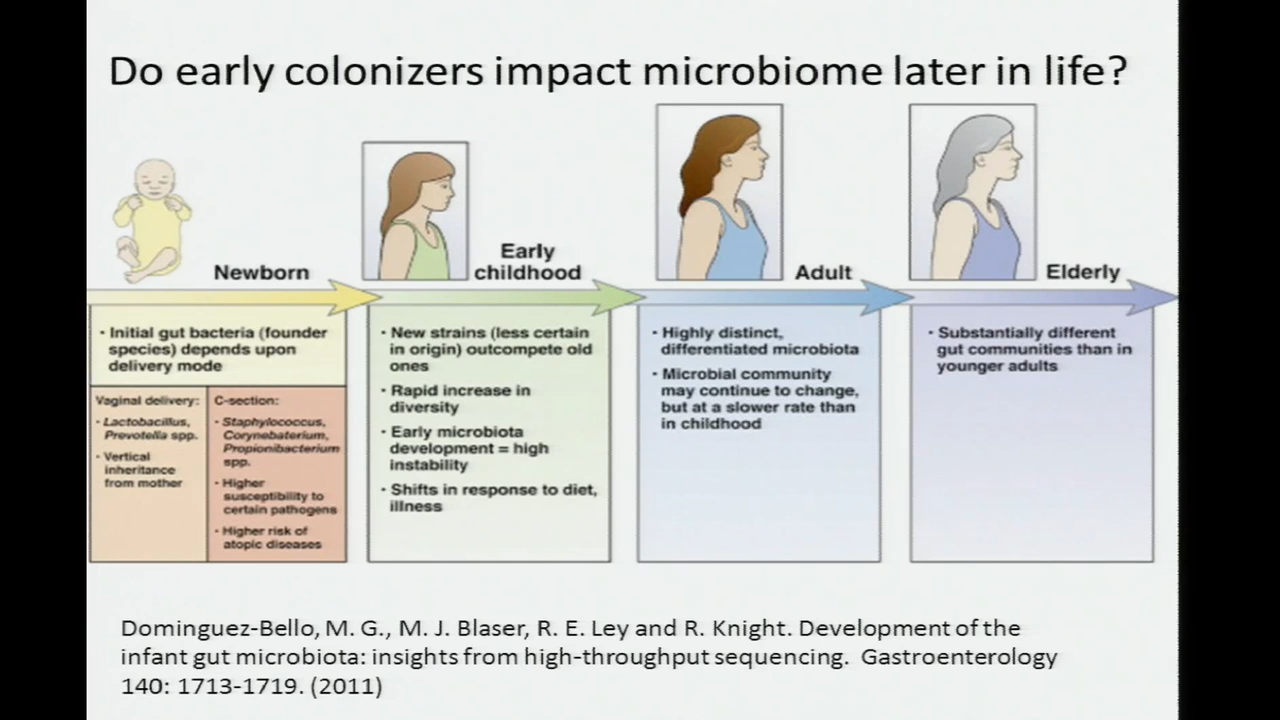 Do early colonizers impact microbiome later in life?
Newborn
Early
childhood
Adult
Elderly
· Initial gut bacteria (founder
species) depends upon
delivery mode
Vaginal delivery:
· Lactobacillus,
Prevotella spp.
· Vertical
inheritance
from mother
C-section:
· Staphylococcus,
Corynebaterium,
Propionibacterium
spp.
· Higher
susceptibility to
certain pathogens
· Higher risk of
atopic diseases
· New strains (less certain
in origin) outcompete old
ones
· Rapid increase in
diversity
· Early microbiota
development = high
instability
· Shifts in response to diet,
illness
· Highly distinct,
differentiated microbiota
· Microbial community
may continue to change,
but at a slower rate than
in childhood
· Substantially different
gut communities than in
younger adults
Dominguez-Bello, M. G., M. J. Blaser, R. E. Ley and R. Knight. Development of the
infant gut microbiota: insights from high-throughput sequencing. Gastroenterology
140: 1713-1719. (2011)